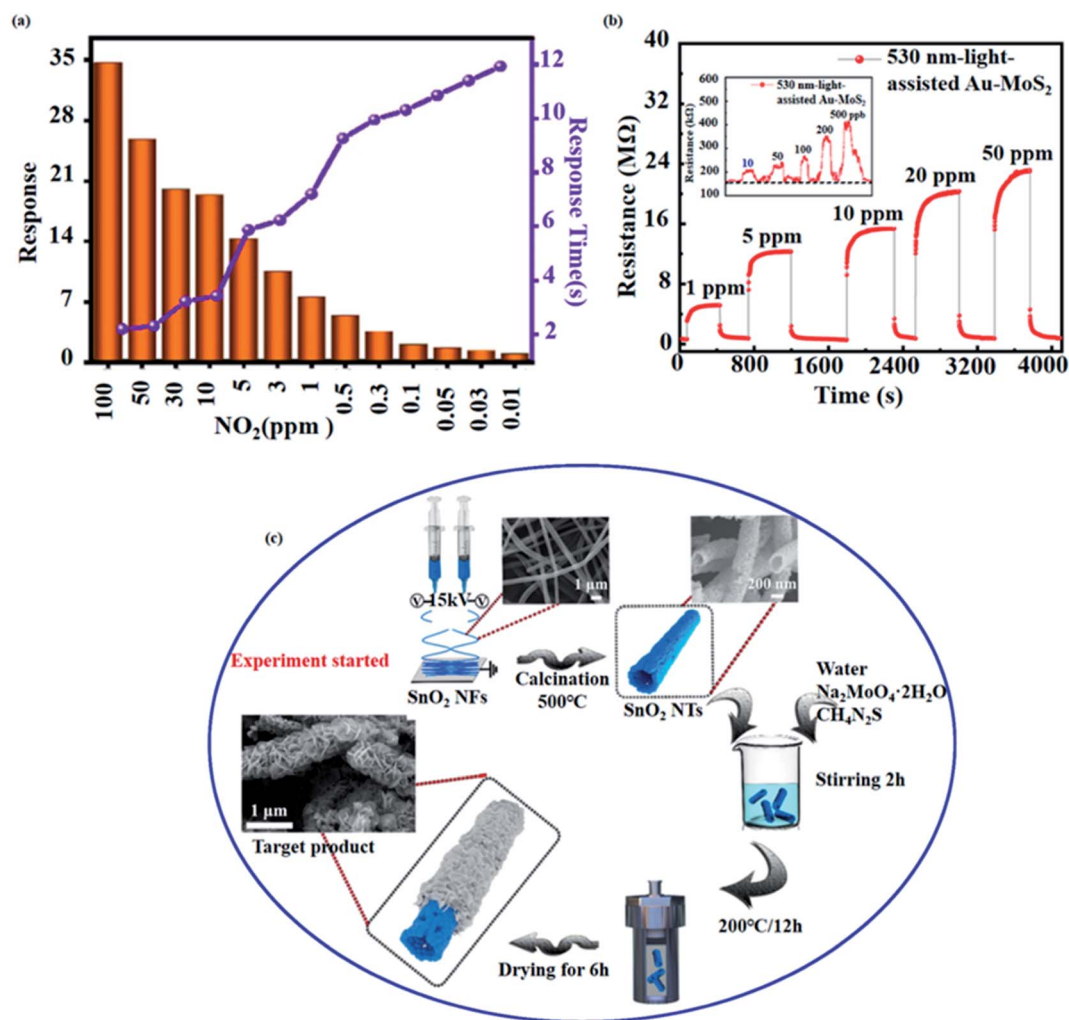 (a)
35
28
21
14
7
0
Response
12
10
8
6
4
2
Response Time(s)
100
50
30
10
5
3
1
0.5
0.3
0.1
0.05
0.03
0.01
NO₂(ppm )
(b)
40
32
24
16
8
0
Resistance (MΩ)
530 nm-light-
assisted Au-MoS₂
600
500
400
300
200
100
Resistance (kΩ)
530 nm-light-
assisted Au-MoS₂
10
50
100
200
500 ppb
1 ppm
5 ppm
10 ppm
20 ppm
50 ppm
0
800
1600
2400
3200
4000
Time (s)
(c)
V 15kV V
1 μm
200 nm
Experiment started
SnO₂ NFs
Calcination
500°C
SnO₂ NTs
Water
Na₂MoO₄·2H₂O
CH₄N₂S
Stirring 2h
200°C/12h
Drying for 6h
1 μm
Target product